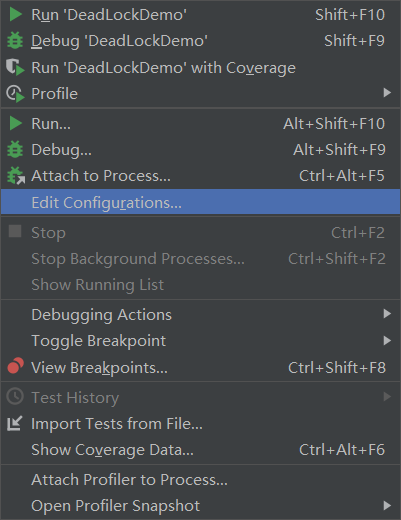 Run 'DeadLockDemo' Shift+F10
Debug 'DeadLockDemo' Shift+F9
Run 'DeadLockDemo' with Coverage
Profile
Run... Alt+Shift+F10
Debug... Alt+Shift+F9
Attach to Process... Ctrl+Alt+F5
Edit Configurations...
Stop Ctrl+F2
Stop Background Processes... Ctrl+Shift+F2
Show Running List
Debugging Actions
Toggle Breakpoint
View Breakpoints... Ctrl+Shift+F8
Test History
Import Tests from File...
Show Coverage Data... Ctrl+Alt+F6
Attach Profiler to Process...
Open Profiler Snapshot